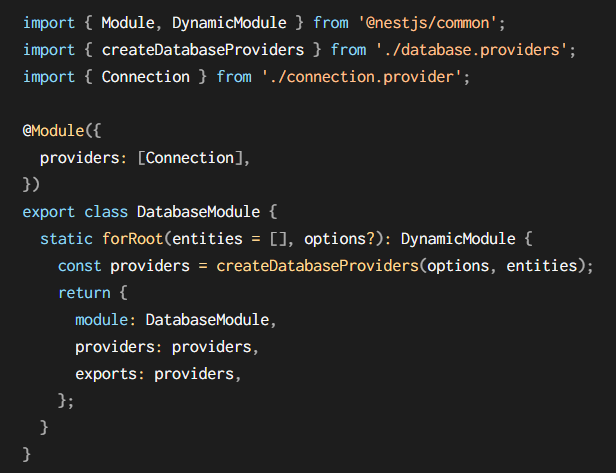 import { Module, DynamicModule } from '@nestjs/common';
import { createDatabaseProviders } from './database.providers';
import { Connection } from './connection.provider';

@Module({
  providers: [Connection],
})
export class DatabaseModule {
  static forRoot(entities = [], options?): DynamicModule {
    const providers = createDatabaseProviders(options, entities);
    return {
      module: DatabaseModule,
      providers: providers,
      exports: providers,
    };
  }
}